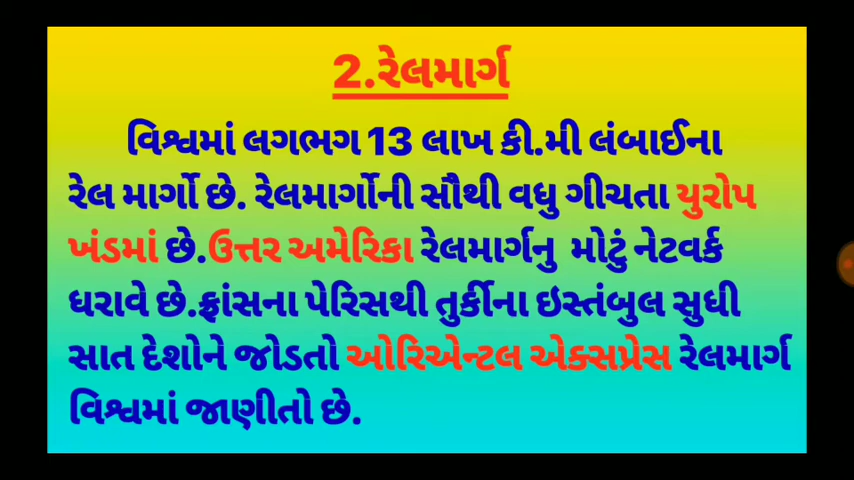 2.રેલમાર્ગ
વિશ્વમાં લગભગ 13 લાખ કી.મી લંબાઈના
રેલ માર્ગો છે. રેલમાર્ગોની સૌથી વધુ ગીચતા યુરોપ
ખંડમાં છે.ઉત્તર અમેરિકા રેલમાર્ગનુ મોટું નેટવર્ક
ધરાવે છે.ફ્રાંસના પેરિસથી તુર્કીના ઇસ્તંબુલ સુધી
સાત દેશોને જોડતો ઓરિએન્ટલ એક્સપ્રેસ રેલમાર્ગ
વિશ્વમાં જાણીતો છે.